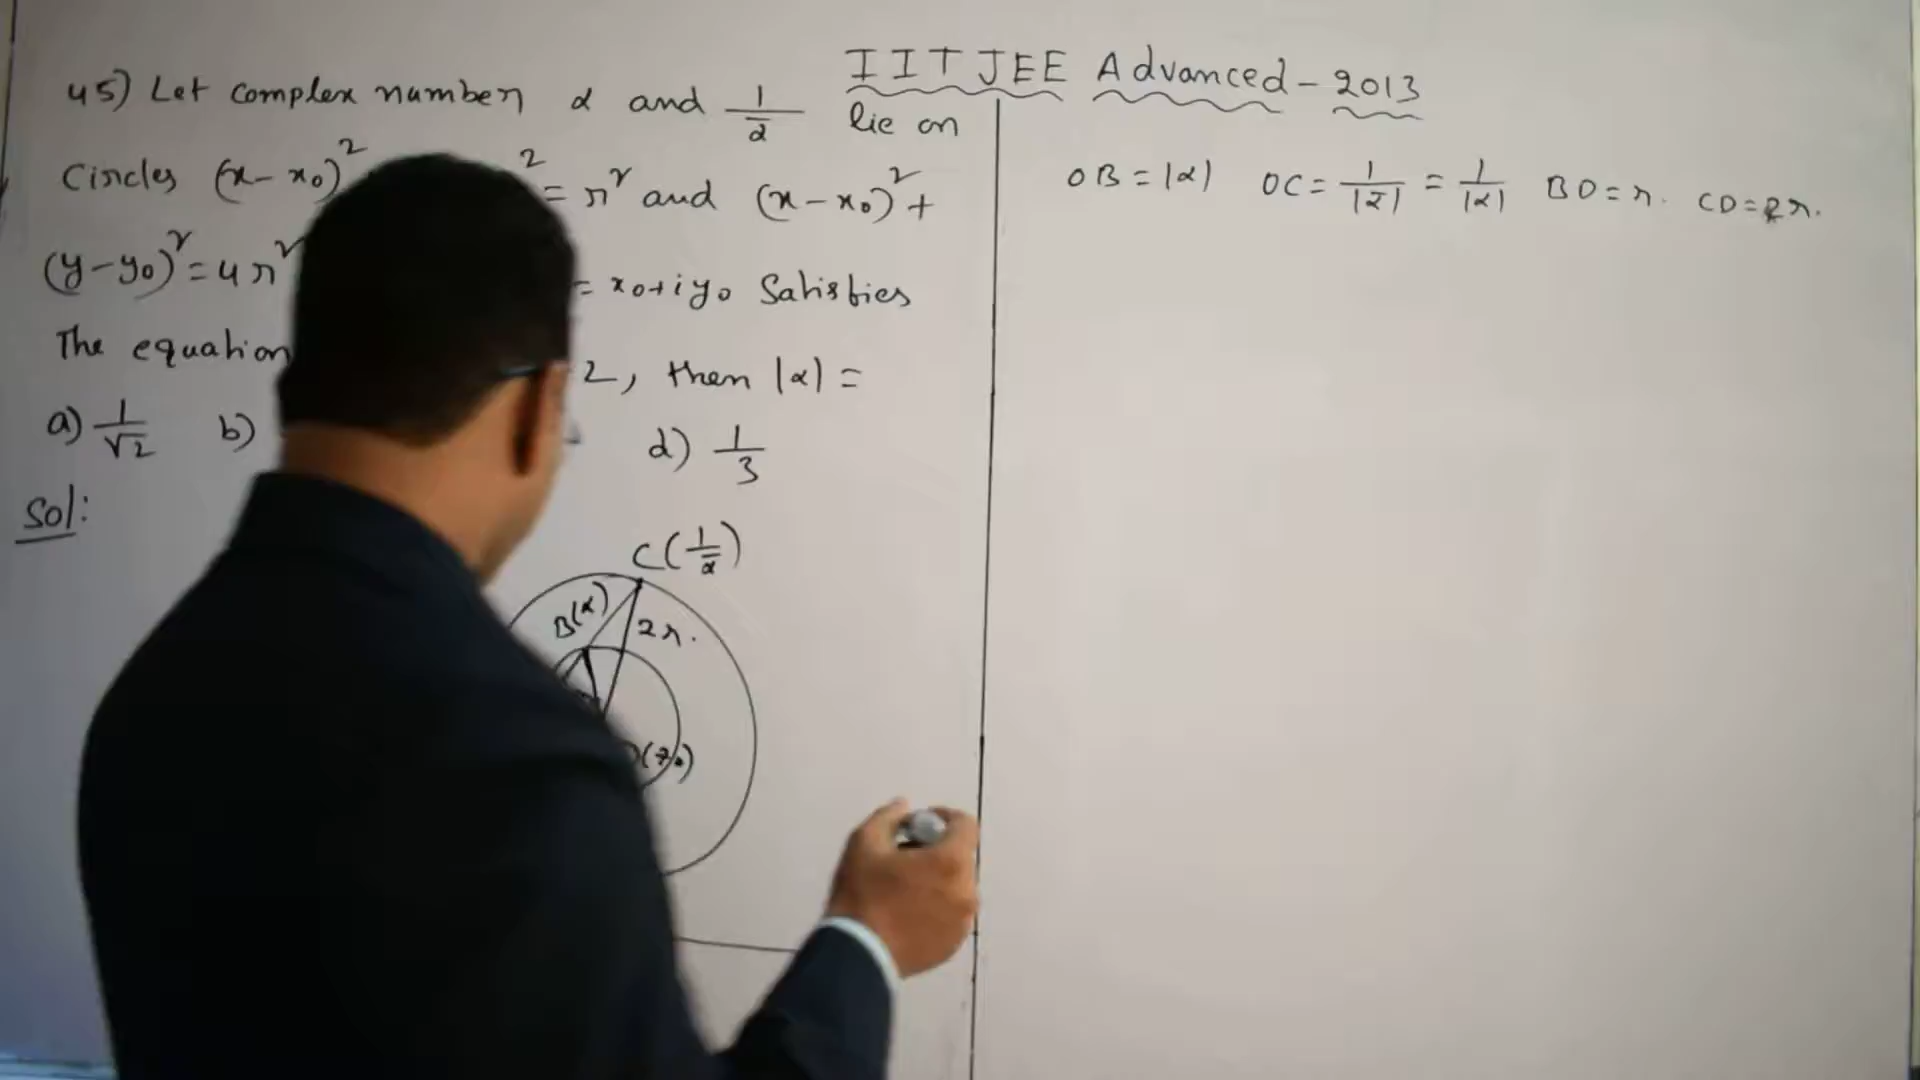 IIT JEE Advanced - 2013
45) Let complex number α and 1/ᾱ lie on
Circles (x-x₀)² ² = r² and (x-x₀)² +
(y-y₀)² = 4r² = x₀+iy₀ Satisfies
The equation 2, then |α| =
a) 1/√2 b) d) 1/3
Sol:
C(1/ᾱ)
B(α)
2r.
(z₀)
OB = |α| OC = 1/|ᾱ| = 1/|α| BD = r. CD = 2r.